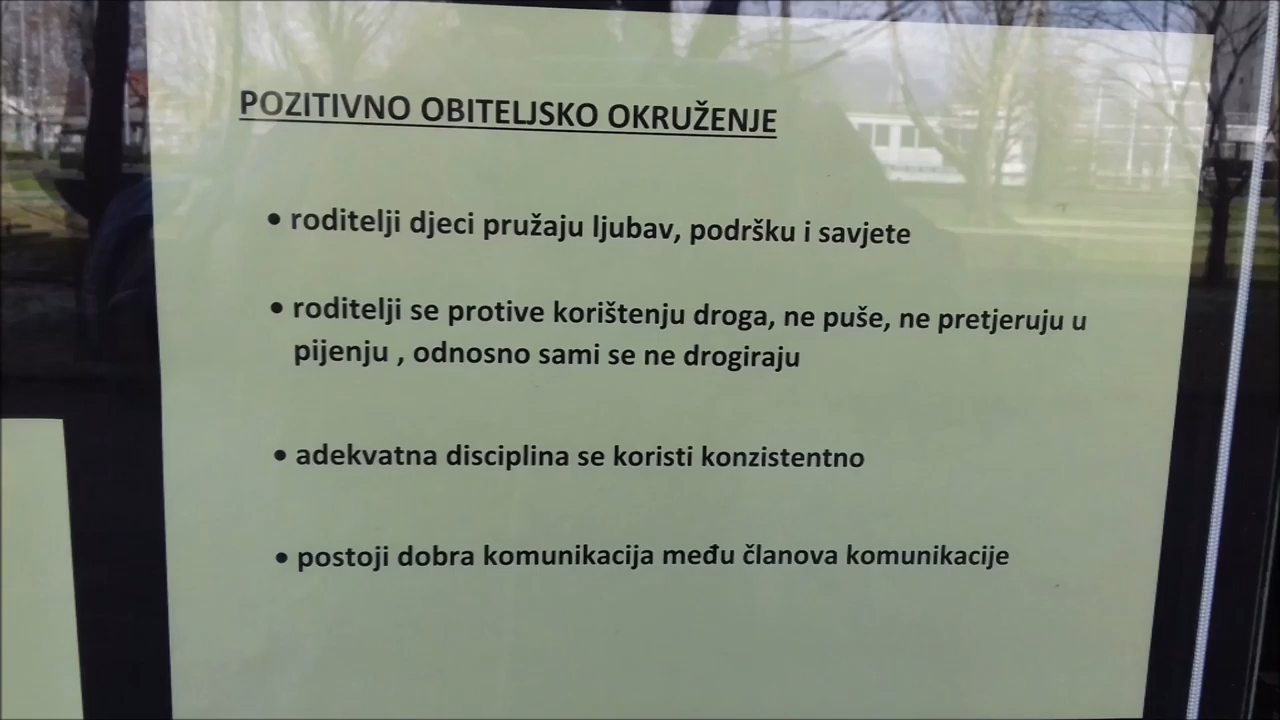 POZITIVNO OBITELJSKO OKRUŽENJE
• roditelji djeci pružaju ljubav, podršku i savjete
• roditelji se protive korištenju droga, ne puše, ne pretjeruju u
pijenju , odnosno sami se ne drogiraju
• adekvatna disciplina se koristi konzistentno
• postoji dobra komunikacija među članova komunikacije